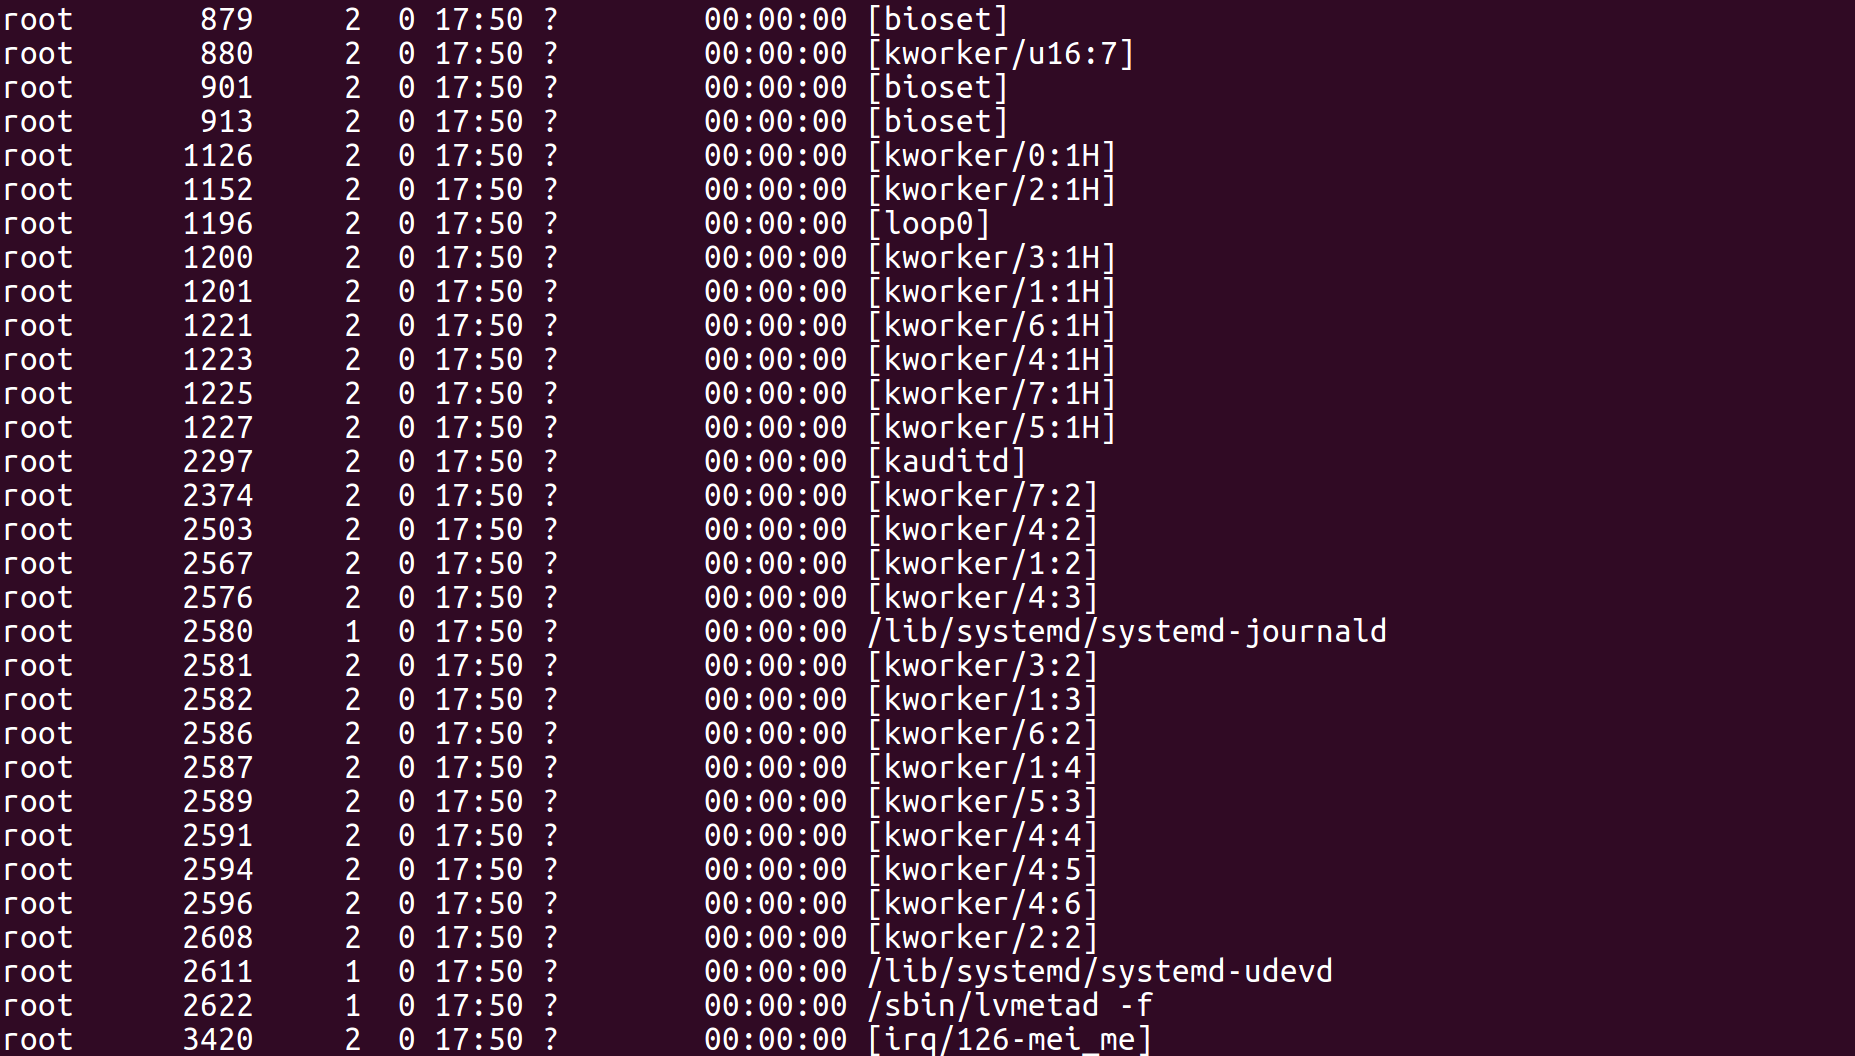 root       879     2  0 17:50 ?        00:00:00 [bioset]
root       880     2  0 17:50 ?        00:00:00 [kworker/u16:7]
root       901     2  0 17:50 ?        00:00:00 [bioset]
root       913     2  0 17:50 ?        00:00:00 [bioset]
root      1126     2  0 17:50 ?        00:00:00 [kworker/0:1H]
root      1152     2  0 17:50 ?        00:00:00 [kworker/2:1H]
root      1196     2  0 17:50 ?        00:00:00 [loop0]
root      1200     2  0 17:50 ?        00:00:00 [kworker/3:1H]
root      1201     2  0 17:50 ?        00:00:00 [kworker/1:1H]
root      1221     2  0 17:50 ?        00:00:00 [kworker/6:1H]
root      1223     2  0 17:50 ?        00:00:00 [kworker/4:1H]
root      1225     2  0 17:50 ?        00:00:00 [kworker/7:1H]
root      1227     2  0 17:50 ?        00:00:00 [kworker/5:1H]
root      2297     2  0 17:50 ?        00:00:00 [kauditd]
root      2374     2  0 17:50 ?        00:00:00 [kworker/7:2]
root      2503     2  0 17:50 ?        00:00:00 [kworker/4:2]
root      2567     2  0 17:50 ?        00:00:00 [kworker/1:2]
root      2576     2  0 17:50 ?        00:00:00 [kworker/4:3]
root      2580     1  0 17:50 ?        00:00:00 /lib/systemd/systemd-journald
root      2581     2  0 17:50 ?        00:00:00 [kworker/3:2]
root      2582     2  0 17:50 ?        00:00:00 [kworker/1:3]
root      2586     2  0 17:50 ?        00:00:00 [kworker/6:2]
root      2587     2  0 17:50 ?        00:00:00 [kworker/1:4]
root      2589     2  0 17:50 ?        00:00:00 [kworker/5:3]
root      2591     2  0 17:50 ?        00:00:00 [kworker/4:4]
root      2594     2  0 17:50 ?        00:00:00 [kworker/4:5]
root      2596     2  0 17:50 ?        00:00:00 [kworker/4:6]
root      2608     2  0 17:50 ?        00:00:00 [kworker/2:2]
root      2611     1  0 17:50 ?        00:00:00 /lib/systemd/systemd-udevd
root      2622     1  0 17:50 ?        00:00:00 /sbin/lvmetad -f
root      3420     2  0 17:50 ?        00:00:00 [irq/126-mei_me]